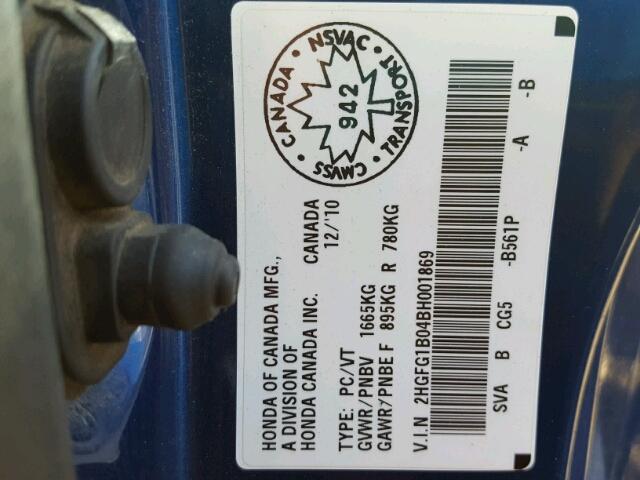 HONDA OF CANADA MFG.,
A DIVISION OF
HONDA CANADA INC. CANADA
12/'10
TYPE: PC/VT
GVWR/PNBV 1665KG
GAWR/PNBE F 895KG R 780KG
V.I.N 2HGFG1B04BH001869
SVA B CG5 -B561P -A -B
CANADA · NSVAC · TRANSPORT · CMVSS ·
942